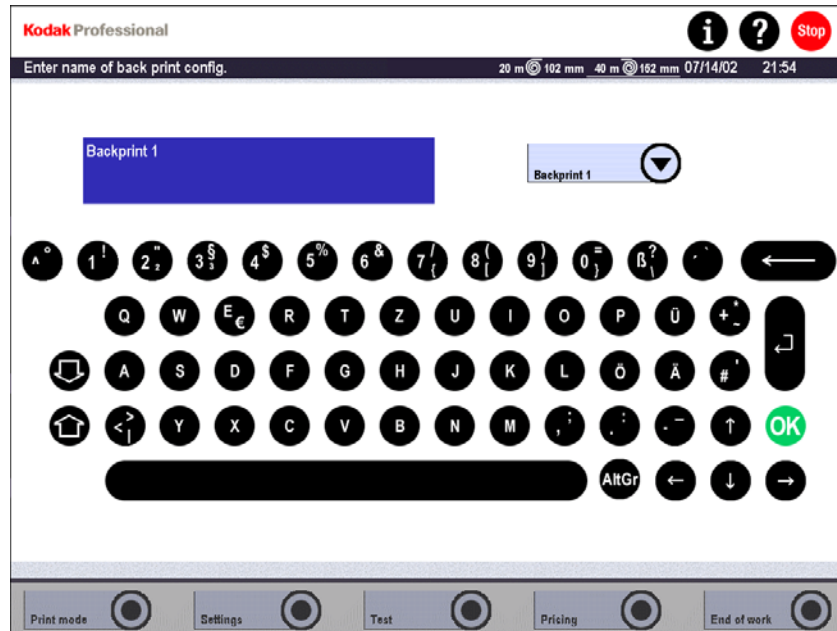 Kodak Professional
i ? Stop
Enter name of back print config. 20 m 102 mm 40 m 152 mm 07/14/02 21:54
Backprint 1
Backprint 1
^ ° 1 ! 2 " ² 3 § ³ 4 $ 5 % 6 & 7 / { 8 ( [ 9 ) ] 0 = } ß ? \ ´ ` ←
Q W E € R T Z U I O P Ü + * ~
A S D F G H J K L Ö Ä # '
< > | Y X C V B N M , ; . : - _ ↑ OK
AltGr ← ↓ →
Print mode Settings Test Pricing End of work